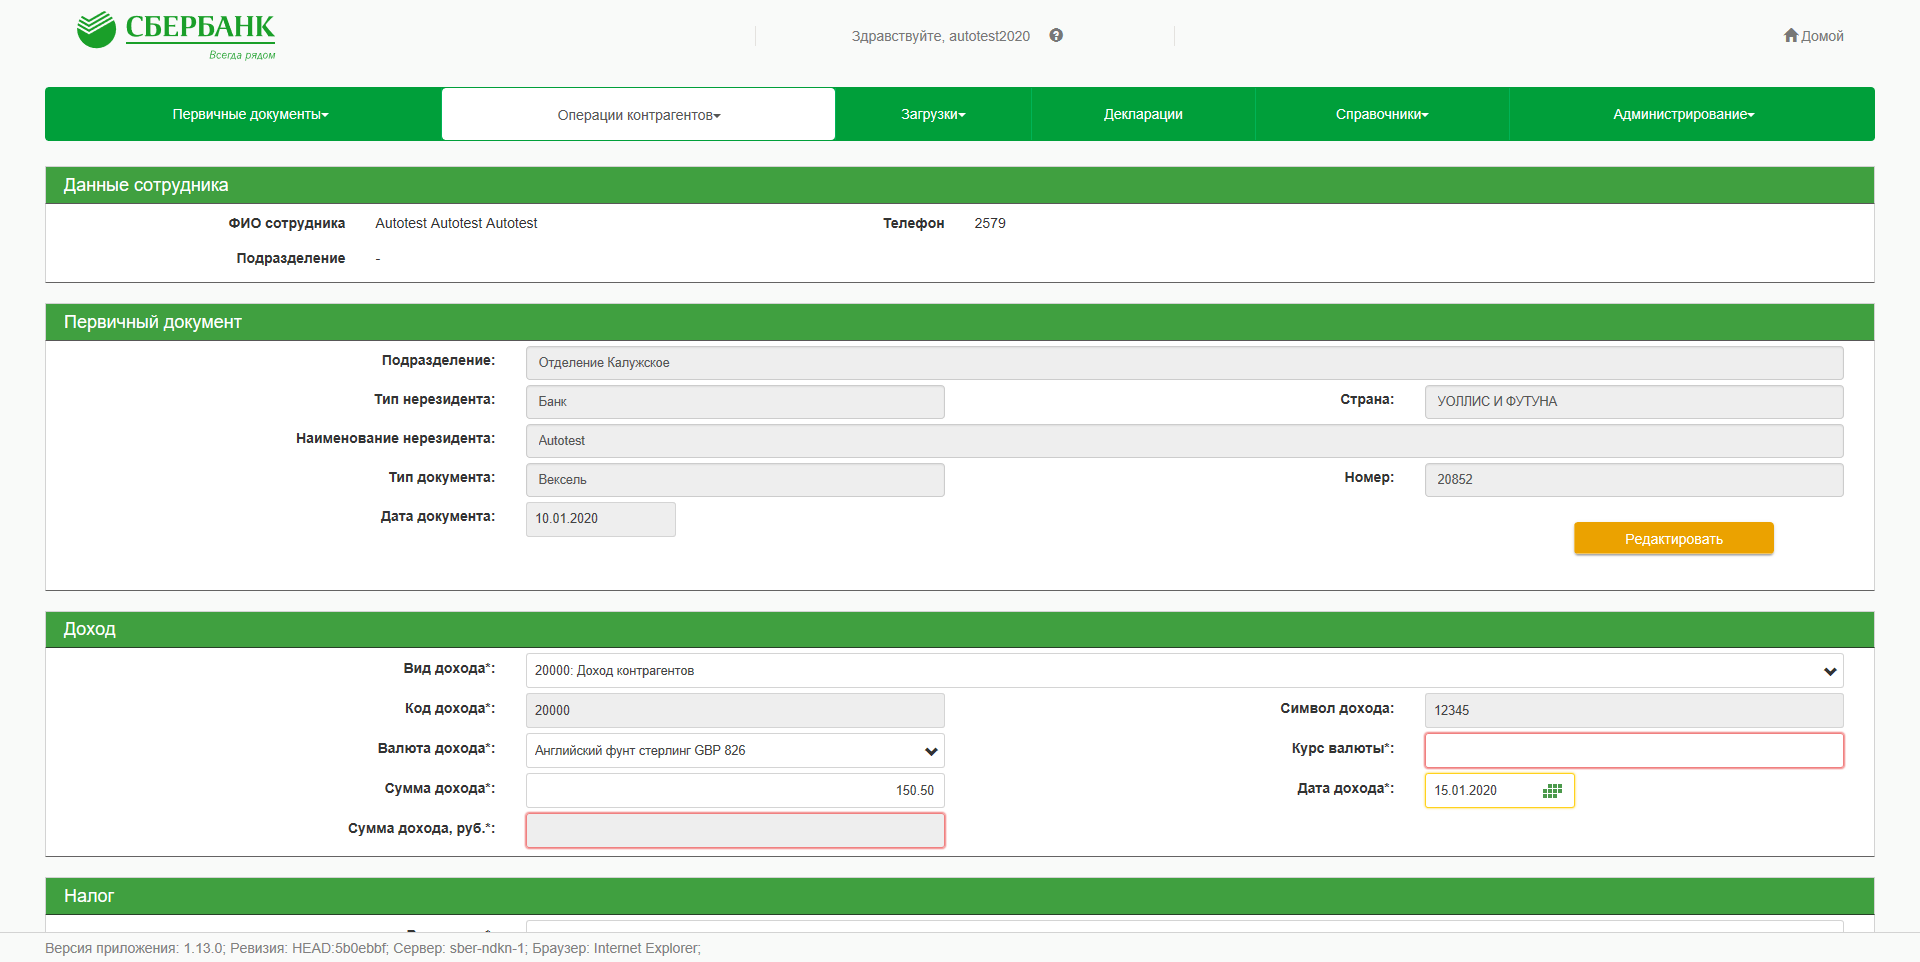 СБЕРБАНК
Всегда рядом
Здравствуйте, autotest2020
Домой
Первичные документы
Операции контрагентов
Загрузки
Декларации
Справочники
Администрирование
Данные сотрудника
ФИО сотрудника Autotest Autotest Autotest Телефон 2579
Подразделение -
Первичный документ
Подразделение: Отделение Калужское
Тип нерезидента: Банк Страна: УОЛЛИС И ФУТУНА
Наименование нерезидента: Autotest
Тип документа: Вексель Номер: 20852
Дата документа: 10.01.2020
Редактировать
Доход
Вид дохода*: 20000: Доход контрагентов
Код дохода*: 20000 Символ дохода: 12345
Валюта дохода*: Английский фунт стерлинг GBP 826 Курс валюты*:
Сумма дохода*: 150.50 Дата дохода*: 15.01.2020
Сумма дохода, руб.*:
Налог
Версия приложения: 1.13.0; Ревизия: HEAD:5b0ebbf; Сервер: sber-ndkn-1; Браузер: Internet Explorer;